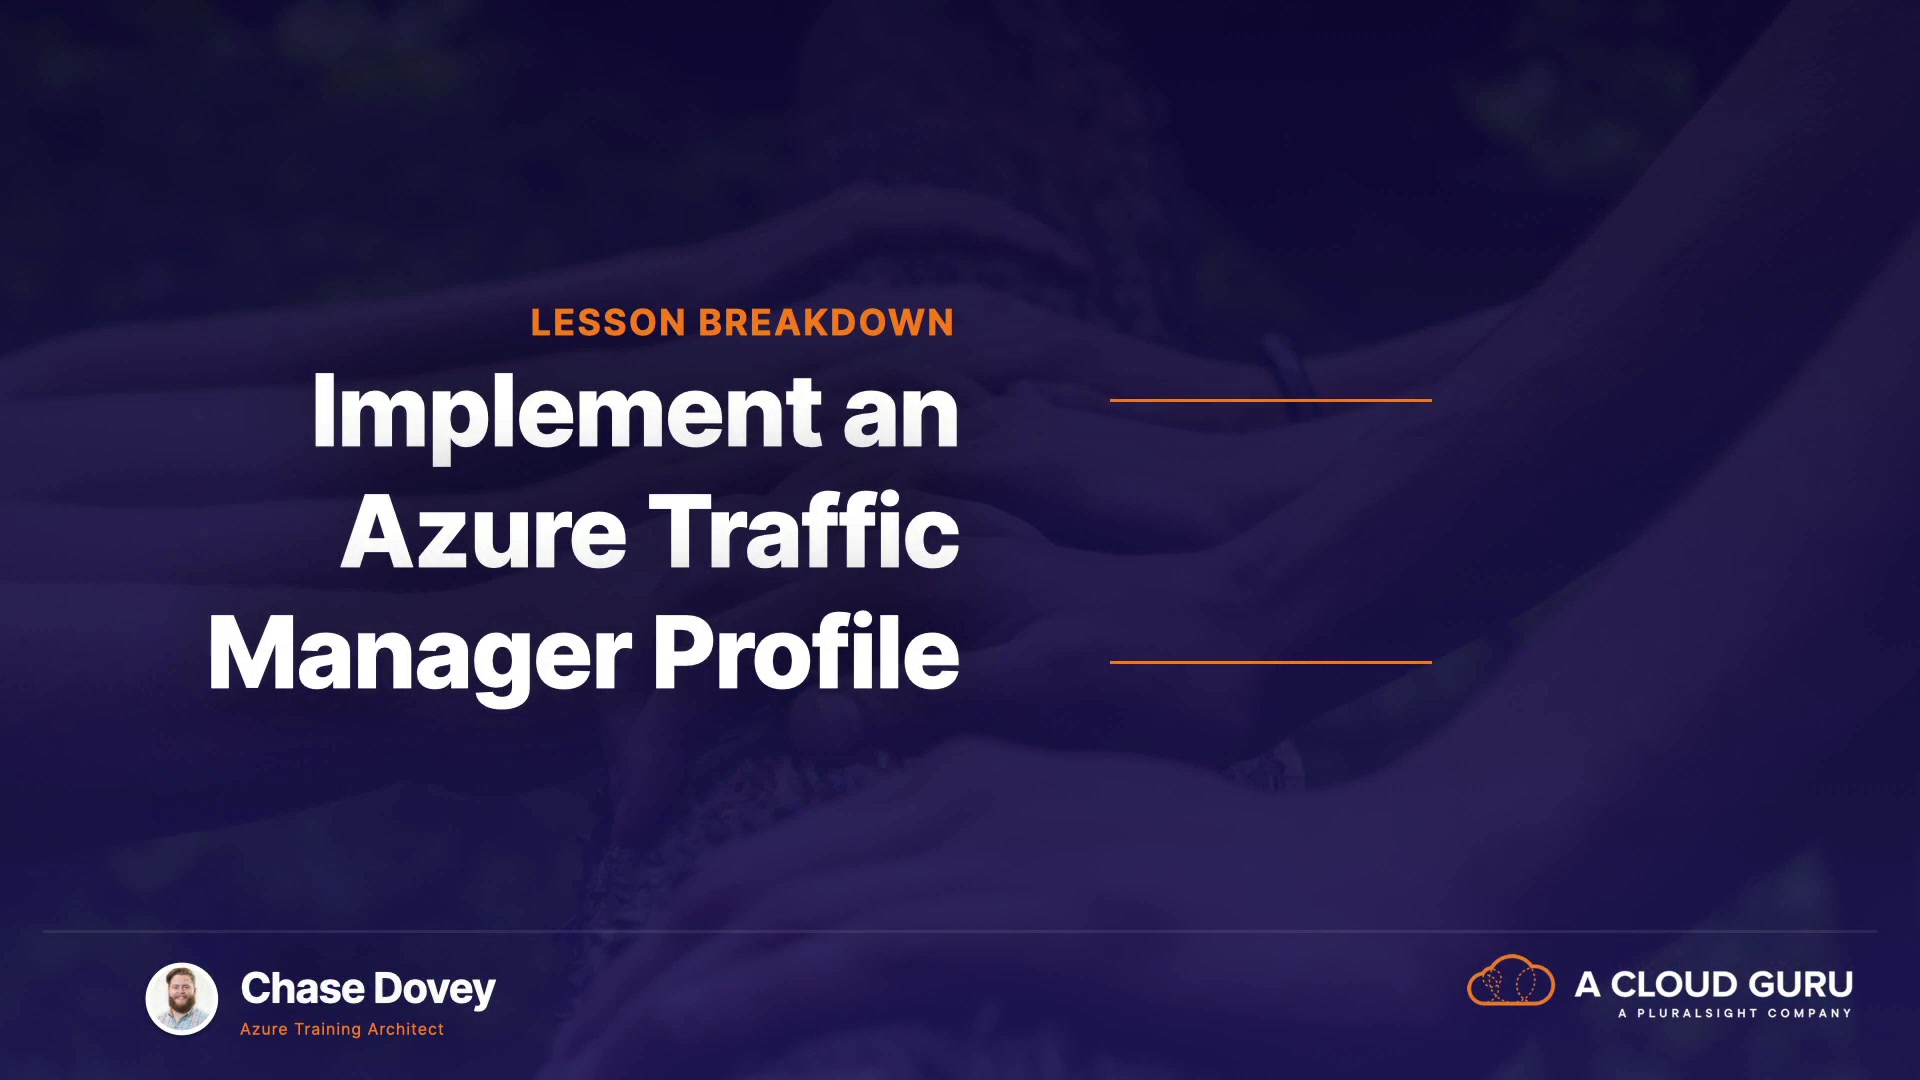 LESSON BREAKDOWN
Implement an
Azure Traffic
Manager Profile
Chase Dovey
Azure Training Architect
A CLOUD GURU
A PLURALSIGHT COMPANY